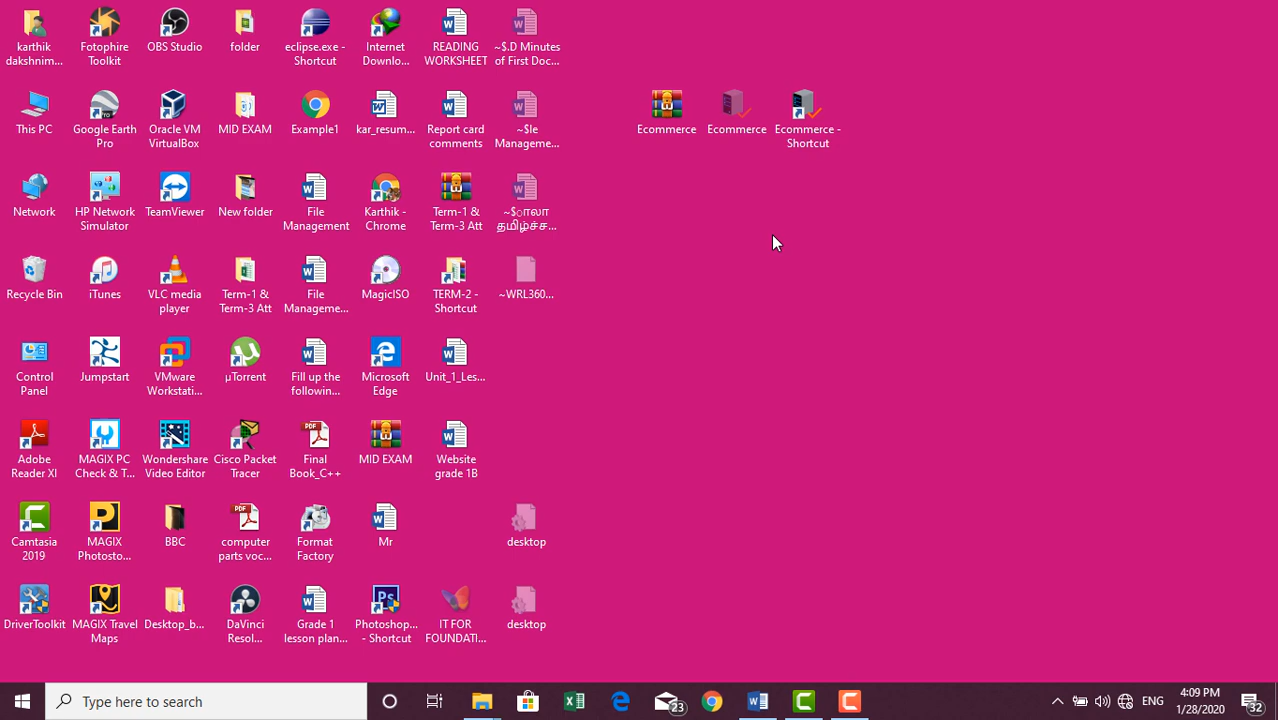 karthik
dakshnim...
Fotophire
Toolkit
OBS Studio
folder
eclipse.exe -
Shortcut
Internet
Downlo...
READING
WORKSHEET
~$.D Minutes
of First Doc...
This PC
Google Earth
Pro
Oracle VM
VirtualBox
MID EXAM
Example1
kar_resum...
Report card
comments
~$le
Manageme...
Ecommerce
Ecommerce
Ecommerce -
Shortcut
Network
HP Network
Simulator
TeamViewer
New folder
File
Management
Karthik -
Chrome
Term-1 &
Term-3 Att
~$ாலா
தமிழ்ச்ச...
Recycle Bin
iTunes
VLC media
player
Term-1 &
Term-3 Att
File
Manageme...
MagicISO
TERM-2 -
Shortcut
~WRL360...
Control
Panel
Jumpstart
VMware
Workstati...
µTorrent
Fill up the
followin...
Microsoft
Edge
Unit_1_Les...
Adobe
Reader XI
MAGIX PC
Check & T...
Wondershare
Video Editor
Cisco Packet
Tracer
PDF
Final
Book_C++
MID EXAM
Website
grade 1B
Camtasia
2019
MAGIX
Photosto...
BBC
PDF
computer
parts voc...
Format
Factory
Mr
desktop
DriverToolkit
MAGIX Travel
Maps
Desktop_b...
DaVinci
Resol...
Grade 1
lesson plan...
Ps
Photoshop...
- Shortcut
IT FOR
FOUNDATI...
desktop
Type here to search
23
ENG
4:09 PM
1/28/2020
32